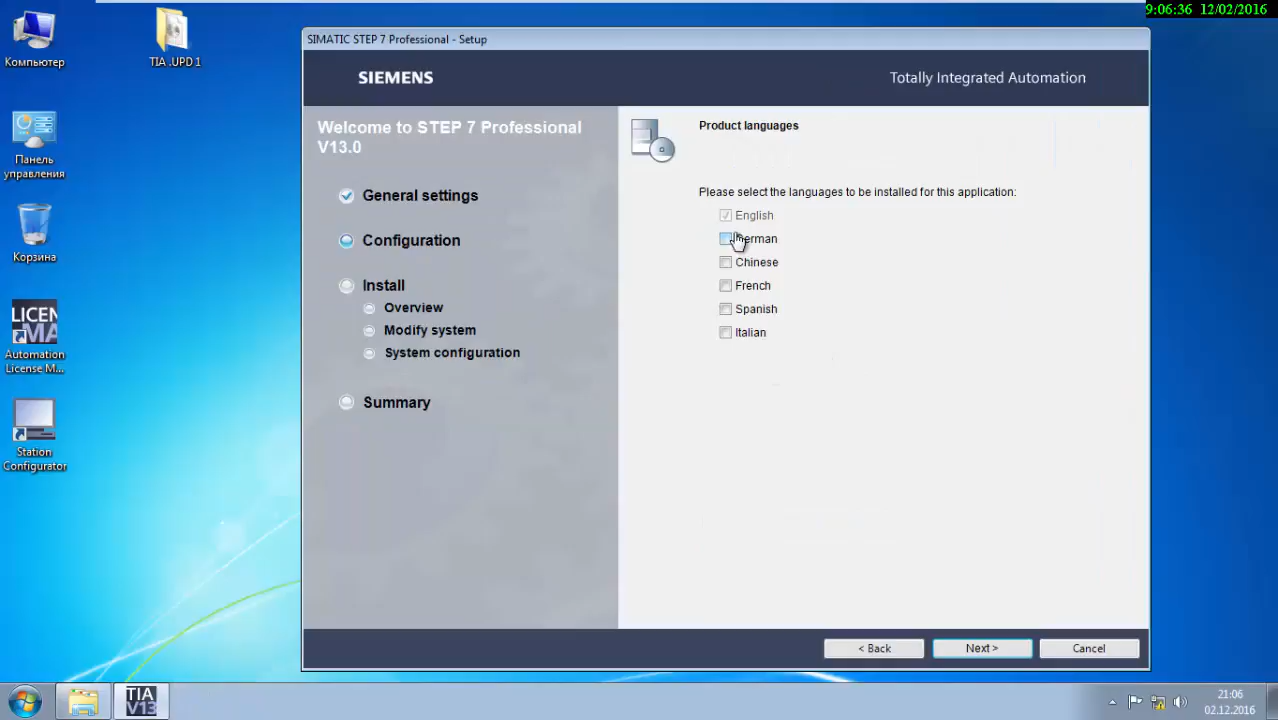 9:06:36 12/02/2016
Компьютер
TIA .UPD 1
Панель
управления
Корзина
LICEN
MA
Automation
License M...
Station
Configurator
SIMATIC STEP 7 Professional - Setup
SIEMENS
Totally Integrated Automation
Welcome to STEP 7 Professional
V13.0
General settings
Configuration
Install
Overview
Modify system
System configuration
Summary
Product languages
Please select the languages to be installed for this application:
English
erman
Chinese
French
Spanish
Italian
< Back
Next >
Cancel
TIA
V13
21:06
02.12.2016